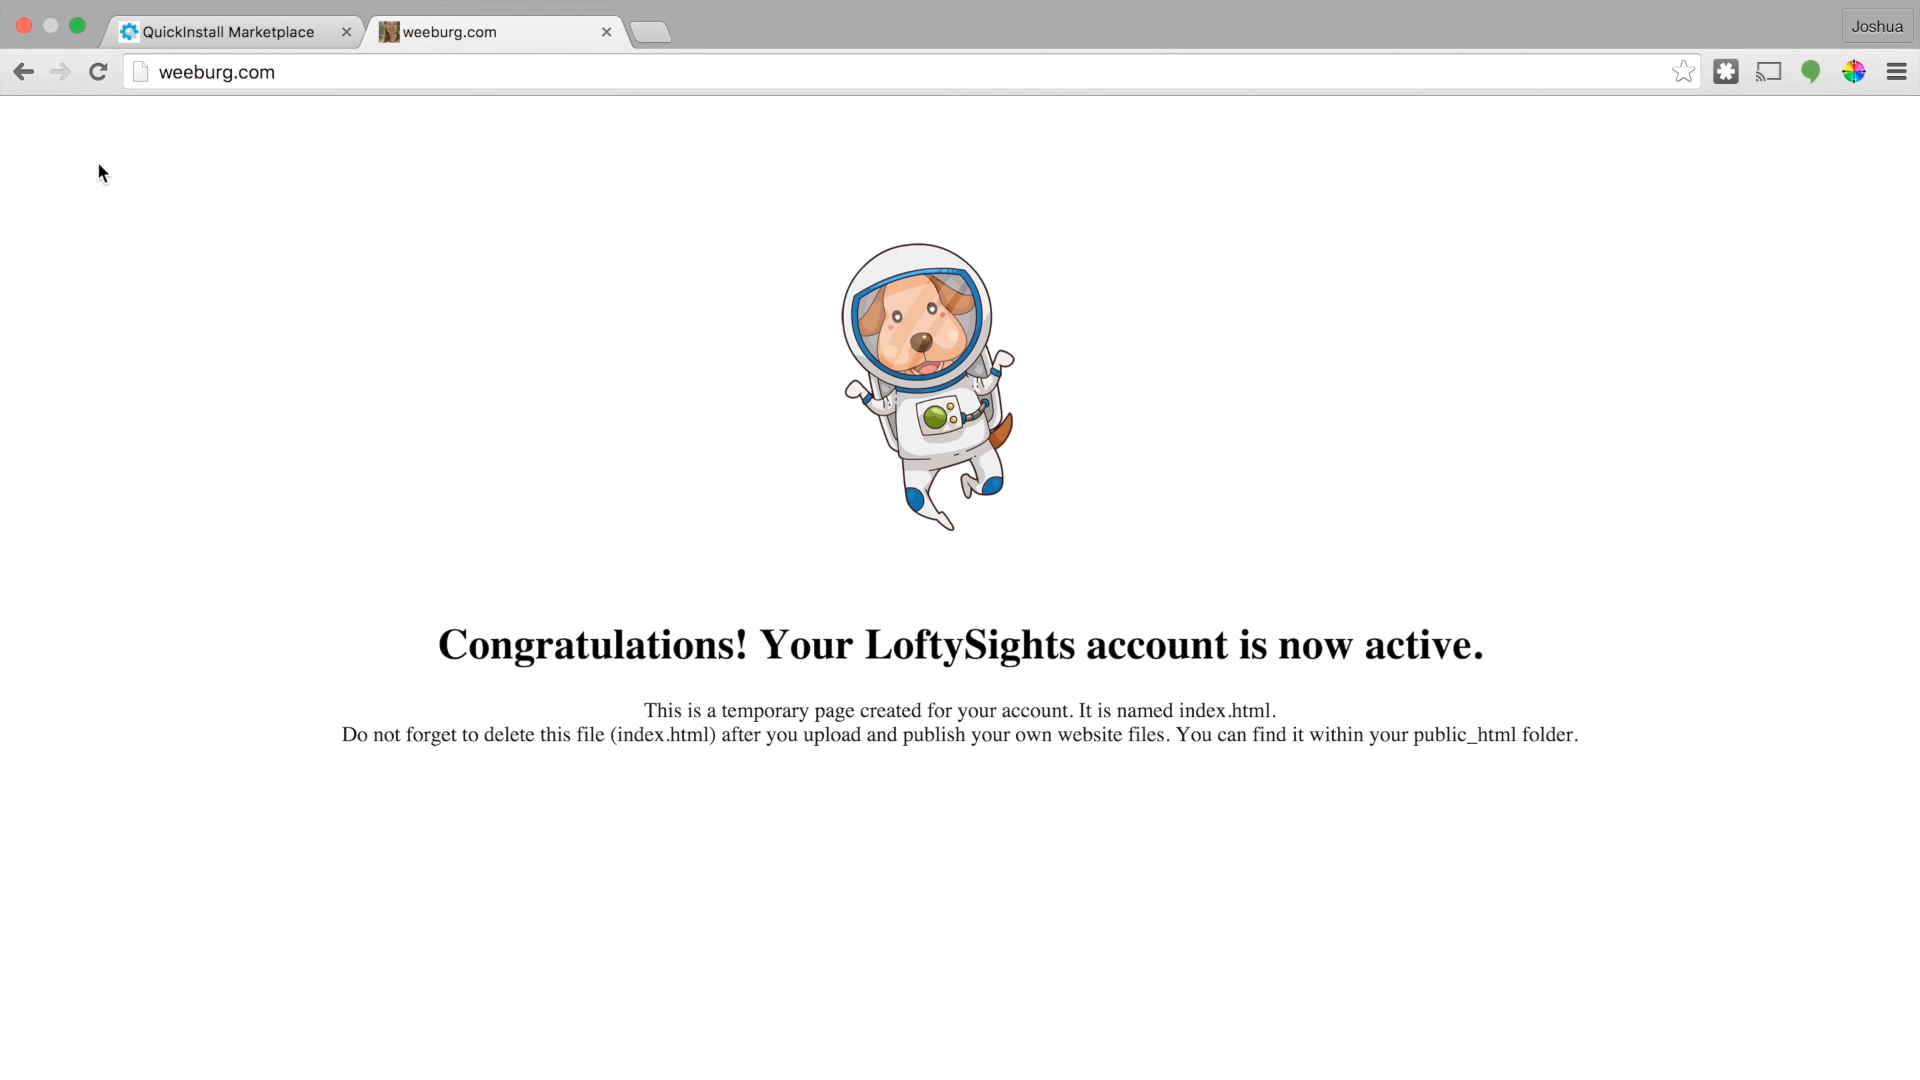 QuickInstall Marketplace
weeburg.com
Joshua
weeburg.com
Congratulations! Your LoftySights account is now active.
This is a temporary page created for your account. It is named index.html.
Do not forget to delete this file (index.html) after you upload and publish your own website files. You can find it within your public_html folder.